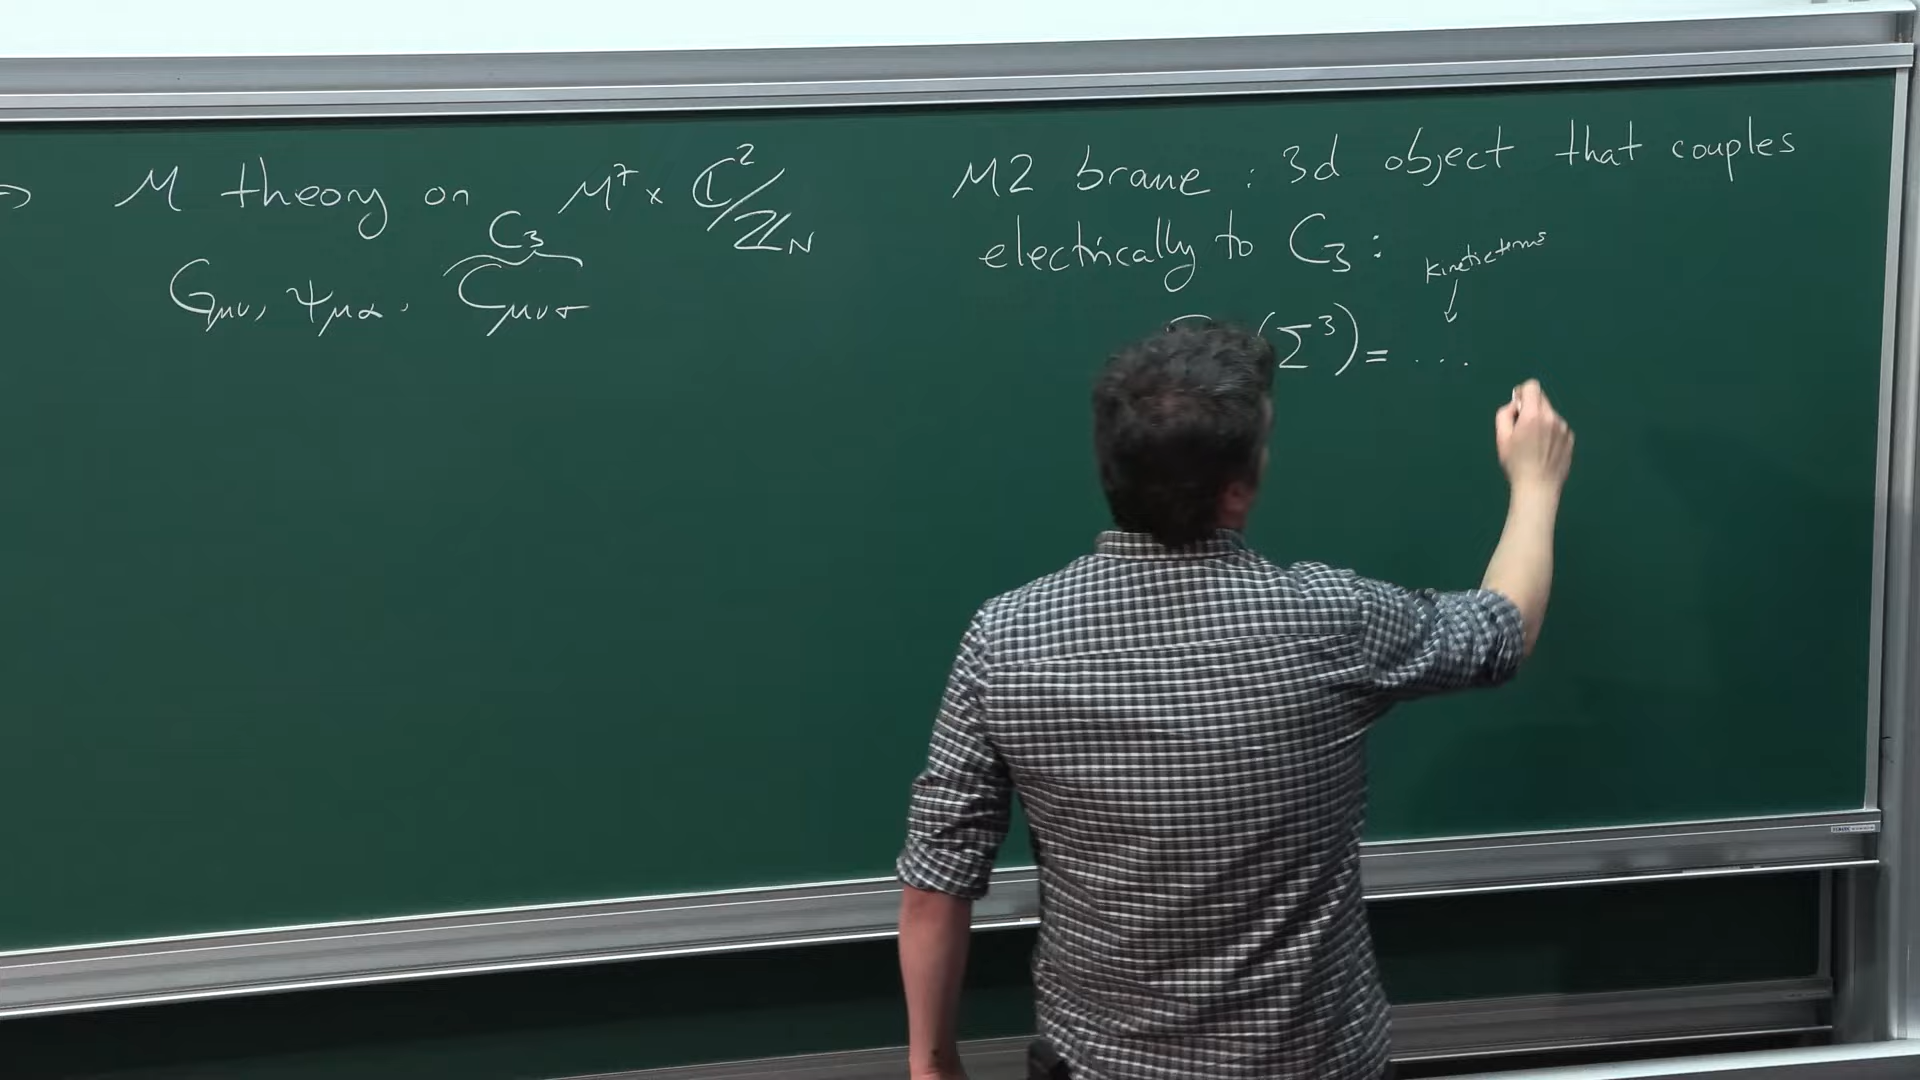 M theory on M⁷ × ℂ²/ℤ_N
C₃
G_μν, ψ_μα, C_μνσ
M2 brane : 3d object that couples
electrically to C₃ :
kinetic terms
(Σ³) = ...